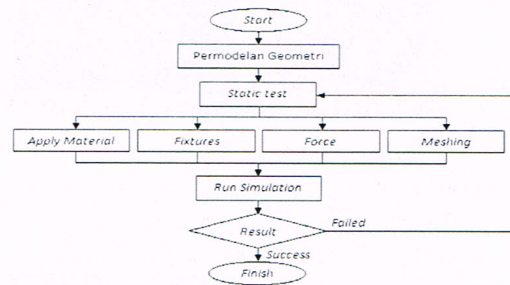 Start
Permodelan Geometri
Static test
Apply Material
Fixtures
Force
Meshing
Run Simulation
Result
Failed
Success
Finish